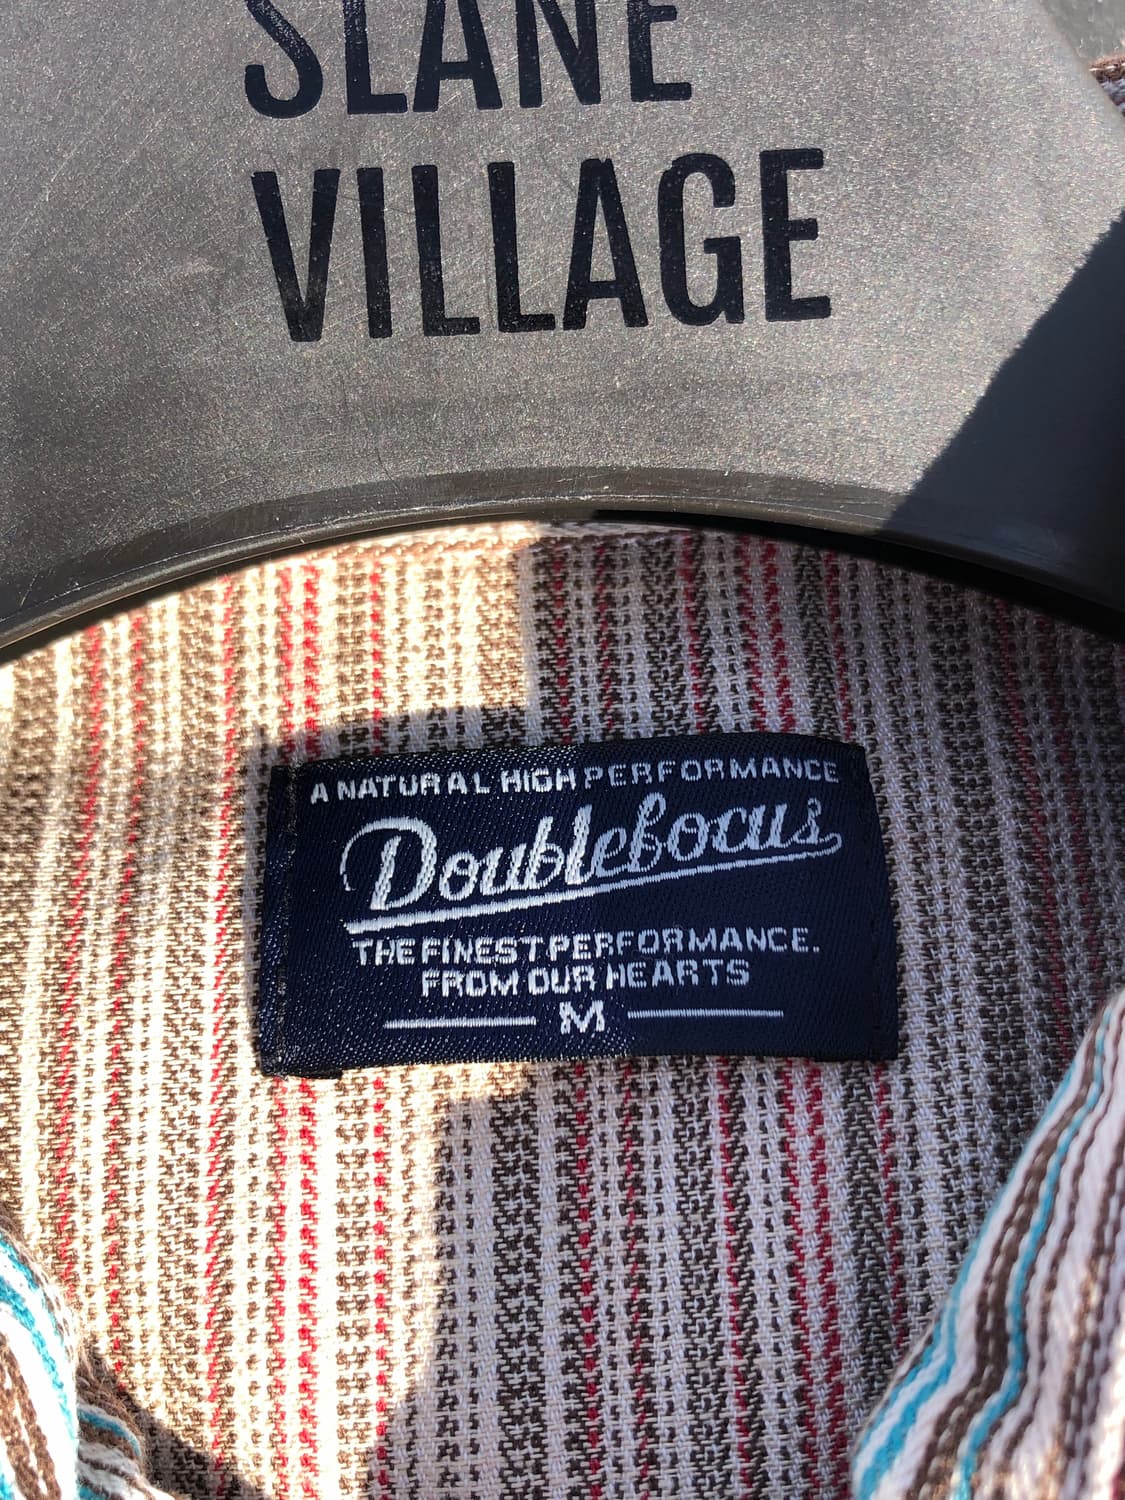 SLANE
VILLAGE
A NATURAL HIGH PERFORMANCE
Doublefocus
THE FINEST PERFORMANCE.
FROM OUR HEARTS
M